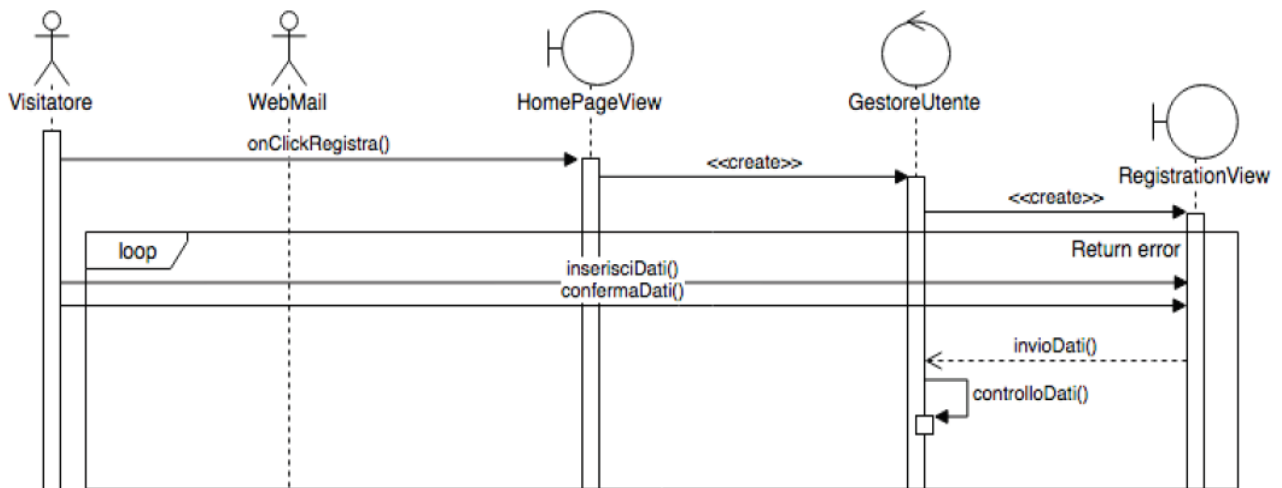 Visitatore
WebMail
HomePageView
GestoreUtente
RegistrationView
onClickRegistra()
<<create>>
<<create>>
loop
Return error
inserisciDati()
confermaDati()
invioDati()
controlloDati()